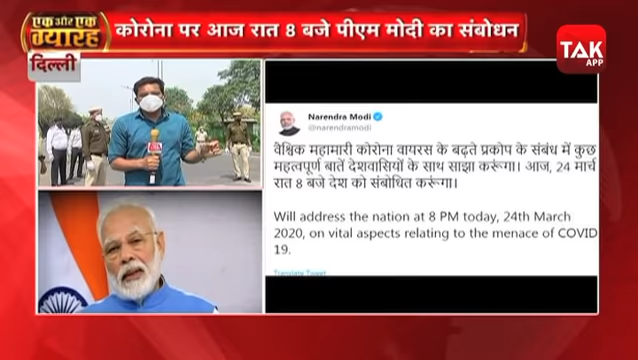 एक और एक
ग्यारह
कोरोना पर आज रात 8 बजे पीएम मोदी का संबोधन
TAK
APP
दिल्ली
Narendra Modi
@narendramodi
वैश्विक महामारी कोरोना वायरस के बढ़ते प्रकोप के संबंध में कुछ
महत्वपूर्ण बातें देशवासियों के साथ साझा करूंगा। आज, 24 मार्च
रात 8 बजे देश को संबोधित करूंगा।
Will address the nation at 8 PM today, 24th March
2020, on vital aspects relating to the menace of COVID
19.
Translate Tweet